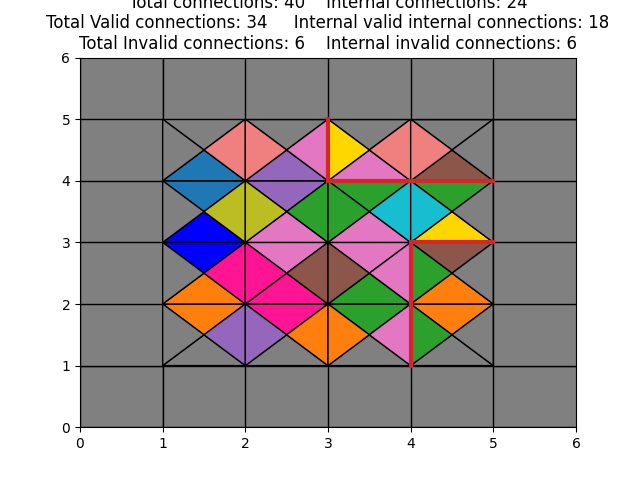 Total connections: 40    Internal connections: 24
Total Valid connections: 34    Internal valid internal connections: 18
Total Invalid connections: 6    Internal invalid connections: 6
6
5
4
3
2
1
0
0 1 2 3 4 5 6